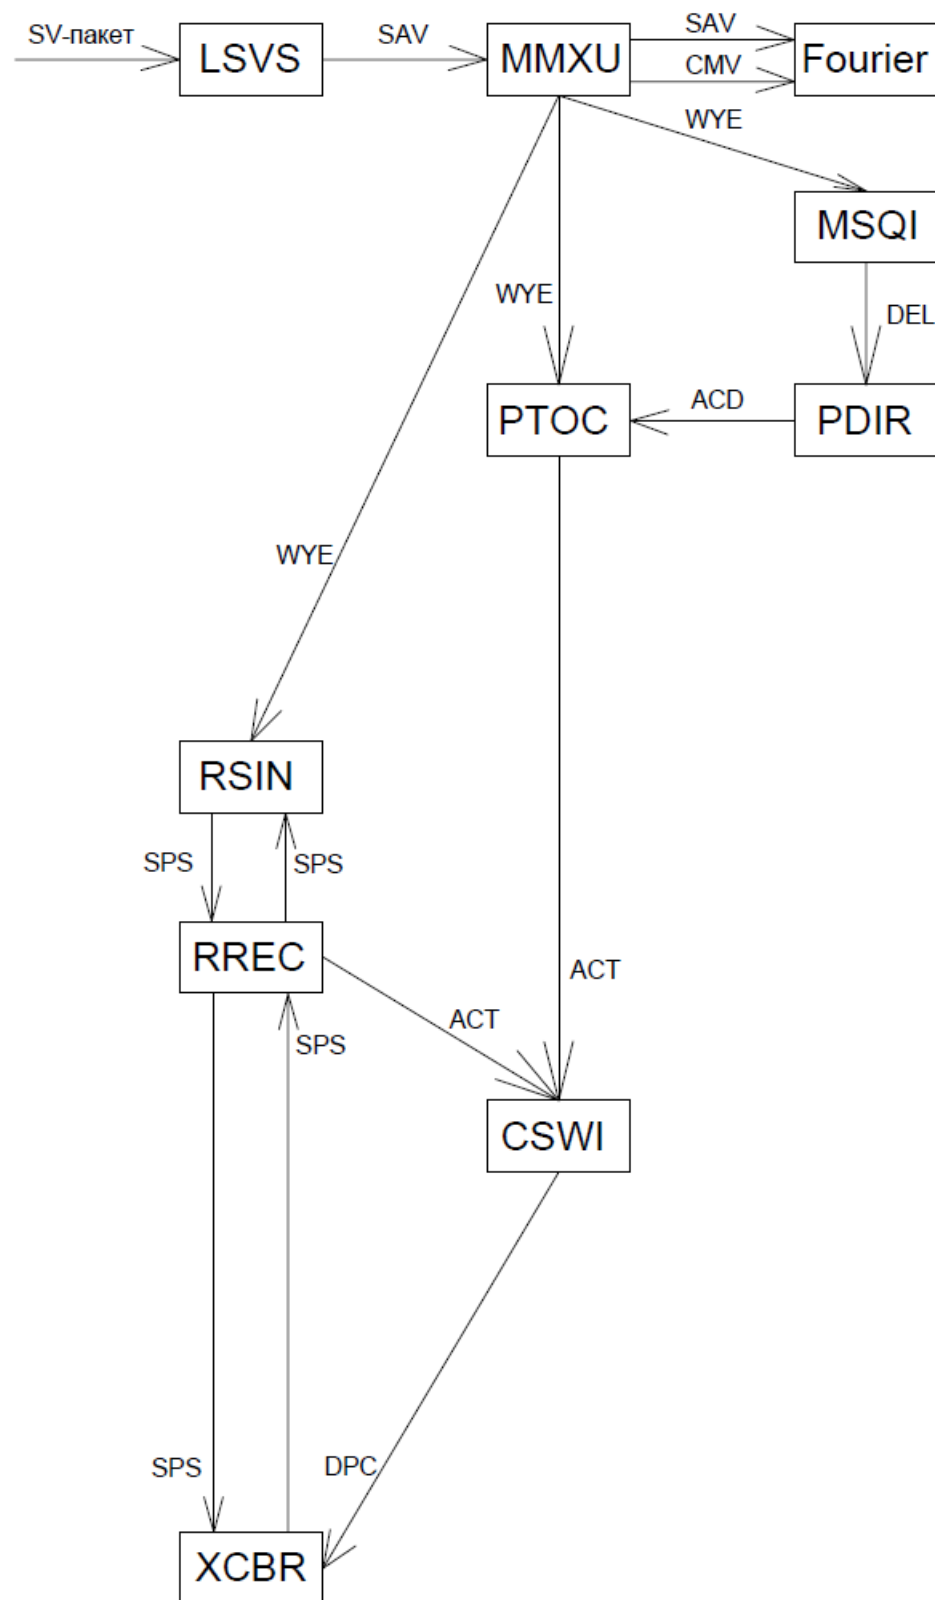 SV-пакет
LSVS
SAV
MMXU
SAV
CMV
Fourier
WYE
MSQI
WYE
DEL
PTOC
ACD
PDIR
WYE
RSIN
SPS
SPS
RREC
ACT
ACT
SPS
CSWI
SPS
DPC
XCBR